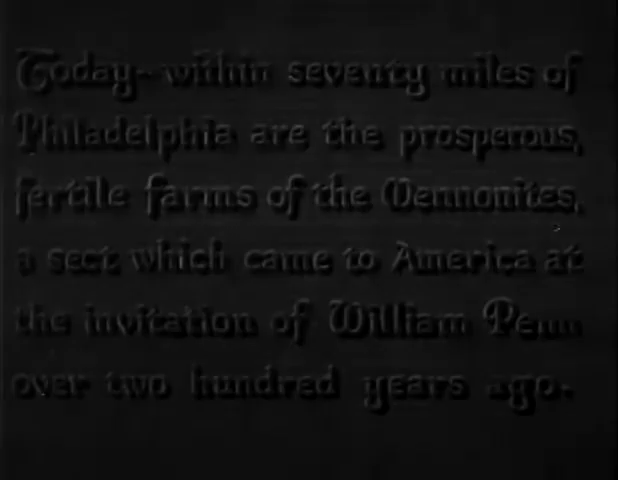 Today-- within seventy miles of
Philadelphia are the prosperous,
fertile farms of the Mennonites,
a sect which came to America at
the invitation of William Penn
over two hundred years ago.